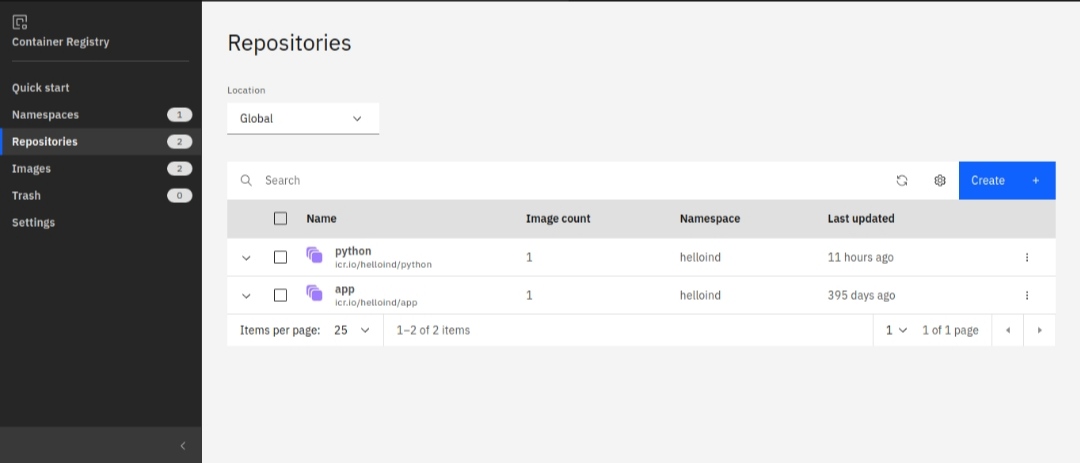 Container Registry
Quick start
Namespaces 1
Repositories 2
Images 2
Trash 0
Settings
Repositories
Location
Global
Search
Create +
Name Image count Namespace Last updated
python
icr.io/helloind/python
1 helloind 11 hours ago
app
icr.io/helloind/app
1 helloind 395 days ago
Items per page: 25 1–2 of 2 items 1 1 of 1 page